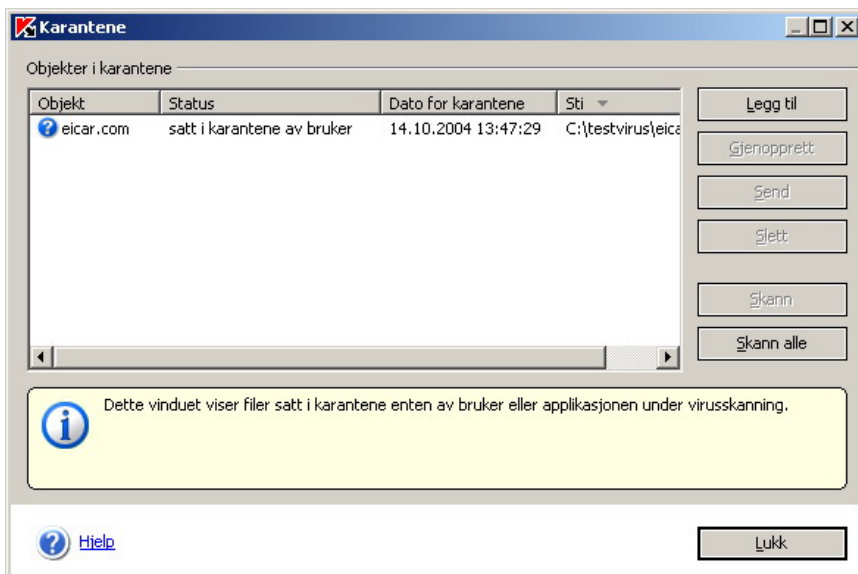 Karantene
Objekter i karantene
Objekt Status Dato for karantene Sti
eicar.com satt i karantene av bruker 14.10.2004 13:47:29 C:\testvirus\eica
Legg til
Gjenopprett
Send
Slett
Skann
Skann alle
Dette vinduet viser filer satt i karantene enten av bruker eller applikasjonen under virusskanning.
Hjelp
Lukk